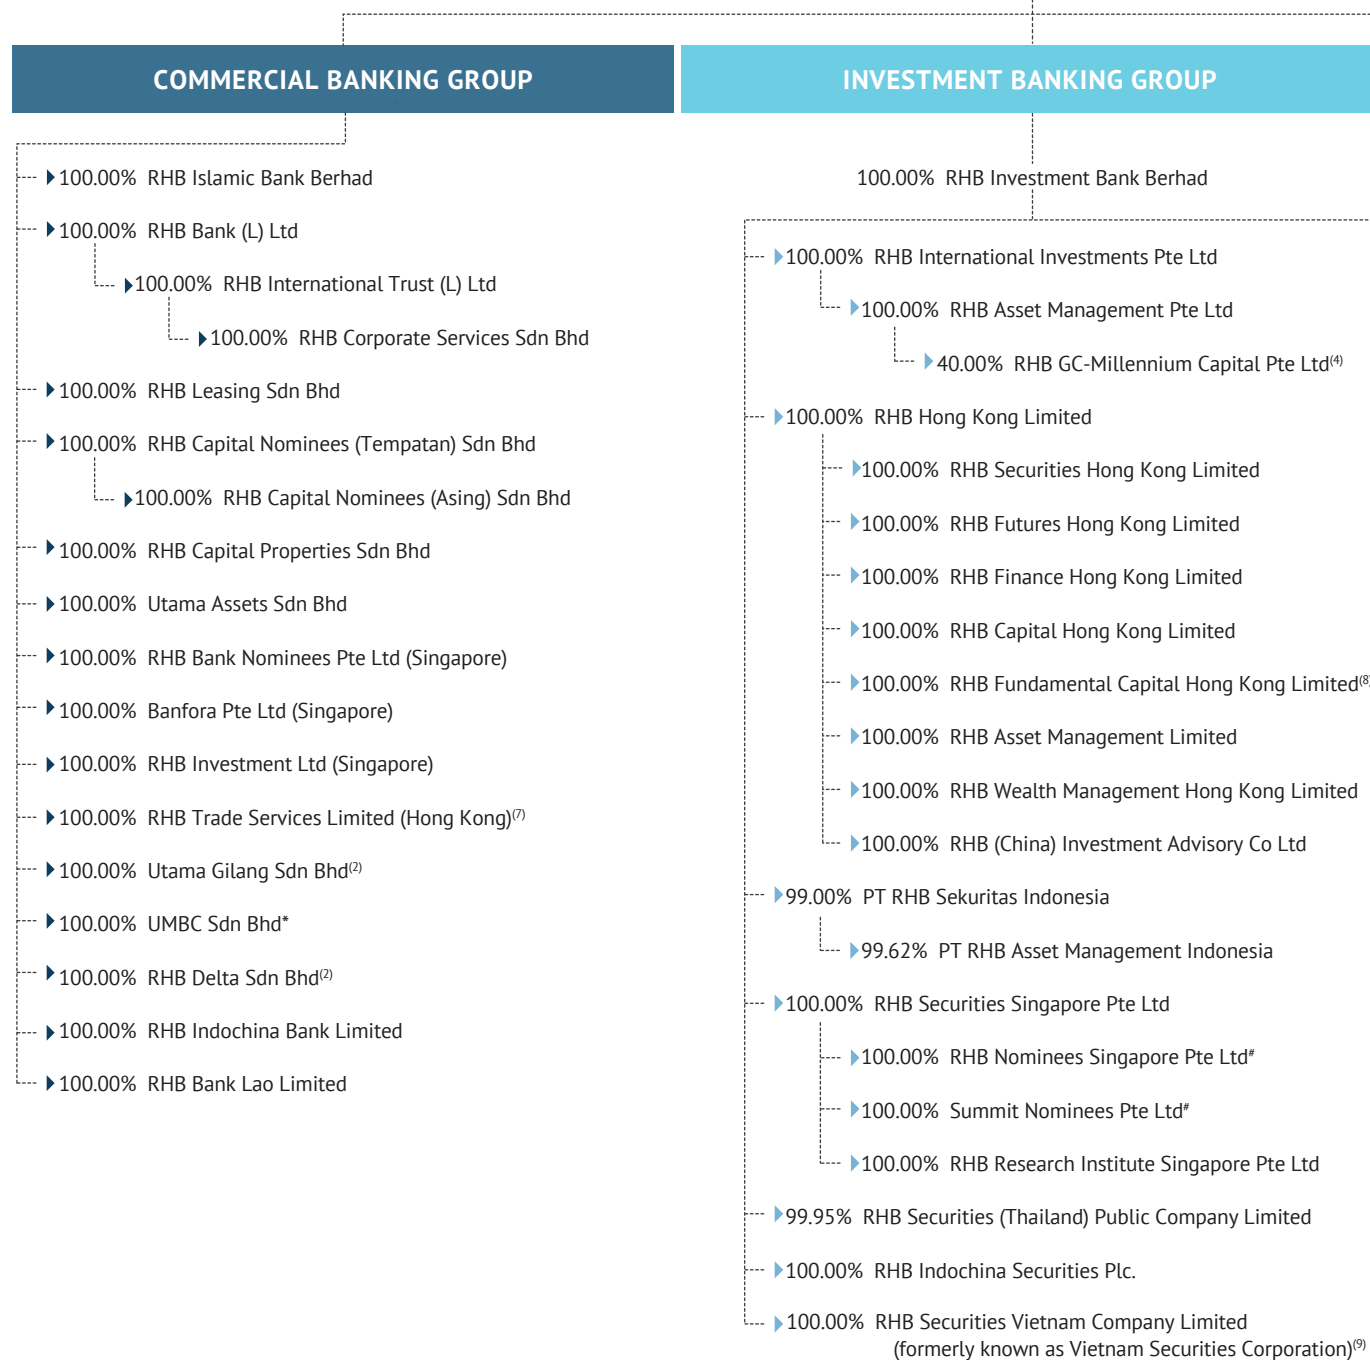 COMMERCIAL BANKING GROUP
100.00% RHB Islamic Bank Berhad
100.00% RHB Bank (L) Ltd
100.00% RHB International Trust (L) Ltd
100.00% RHB Corporate Services Sdn Bhd
100.00% RHB Leasing Sdn Bhd
100.00% RHB Capital Nominees (Tempatan) Sdn Bhd
100.00% RHB Capital Nominees (Asing) Sdn Bhd
100.00% RHB Capital Properties Sdn Bhd
100.00% Utama Assets Sdn Bhd
100.00% RHB Bank Nominees Pte Ltd (Singapore)
100.00% Banfora Pte Ltd (Singapore)
100.00% RHB Investment Ltd (Singapore)
100.00% RHB Trade Services Limited (Hong Kong)(7)
100.00% Utama Gilang Sdn Bhd(2)
100.00% UMBC Sdn Bhd*
100.00% RHB Delta Sdn Bhd(2)
100.00% RHB Indochina Bank Limited
100.00% RHB Bank Lao Limited
INVESTMENT BANKING GROUP
100.00% RHB Investment Bank Berhad
100.00% RHB International Investments Pte Ltd
100.00% RHB Asset Management Pte Ltd
40.00% RHB GC-Millennium Capital Pte Ltd(4)
100.00% RHB Hong Kong Limited
100.00% RHB Securities Hong Kong Limited
100.00% RHB Futures Hong Kong Limited
100.00% RHB Finance Hong Kong Limited
100.00% RHB Capital Hong Kong Limited
100.00% RHB Fundamental Capital Hong Kong Limited(8)
100.00% RHB Asset Management Limited
100.00% RHB Wealth Management Hong Kong Limited
100.00% RHB (China) Investment Advisory Co Ltd
99.00% PT RHB Sekuritas Indonesia
99.62% PT RHB Asset Management Indonesia
100.00% RHB Securities Singapore Pte Ltd
100.00% RHB Nominees Singapore Pte Ltd#
100.00% Summit Nominees Pte Ltd#
100.00% RHB Research Institute Singapore Pte Ltd
99.95% RHB Securities (Thailand) Public Company Limited
100.00% RHB Indochina Securities Plc.
100.00% RHB Securities Vietnam Company Limited
(formerly known as Vietnam Securities Corporation)(9)